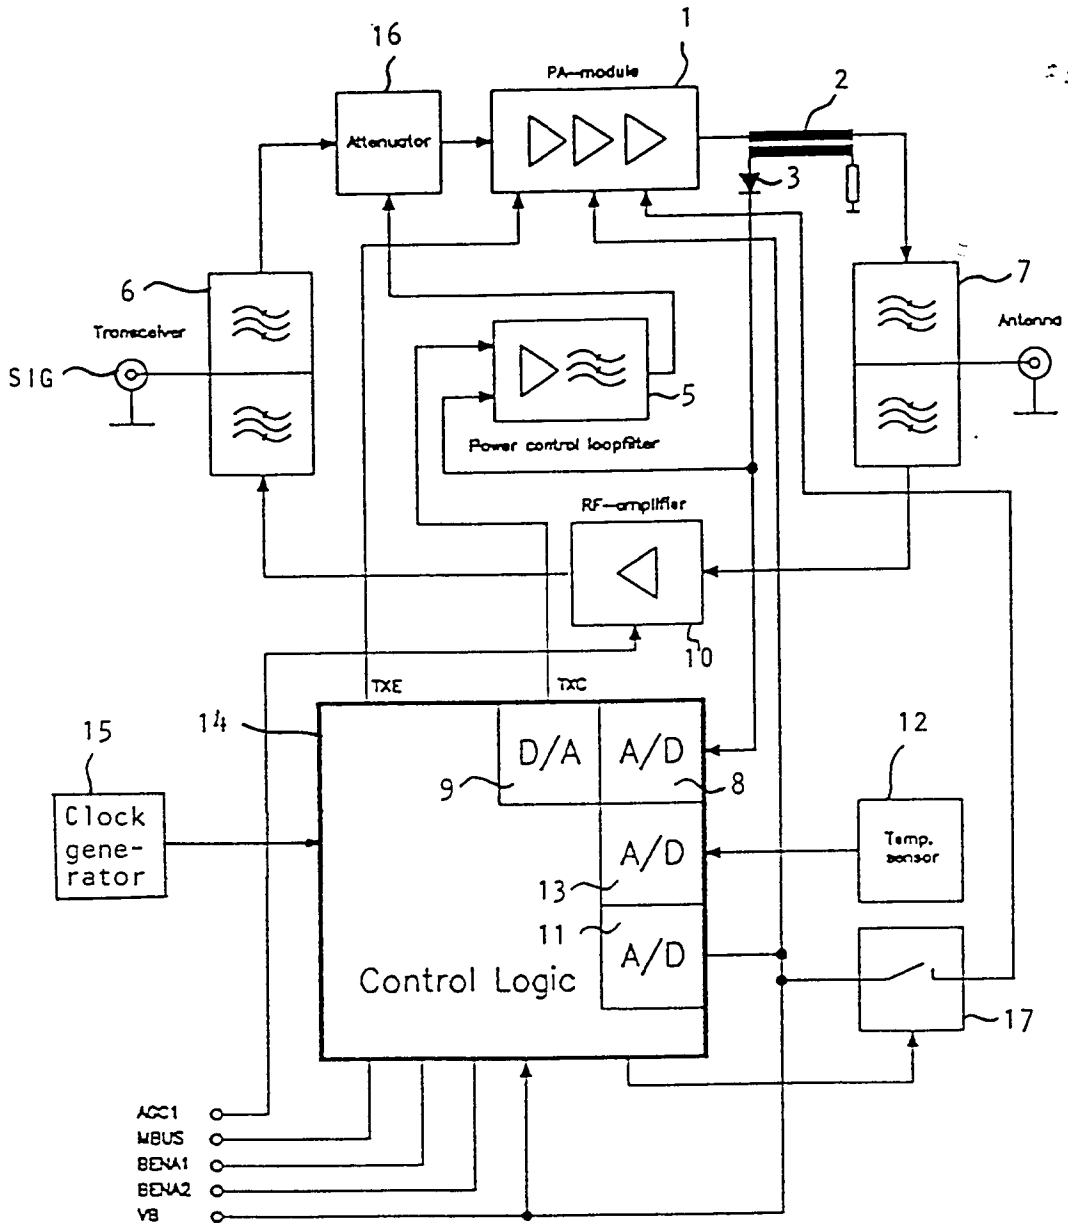 16
1
PA-module
2
Attenuator
3
6
7
Transceiver
Antenna
SIG
5
Power control loopfilter
RF-amplifier
10
TXE
TXC
14
15
12
D/A
A/D
9
8
Clock
gene-
rator
Temp.
sensor
A/D
13
11
A/D
Control Logic
17
AGC1
MBUS
BENA1
BENA2
VB